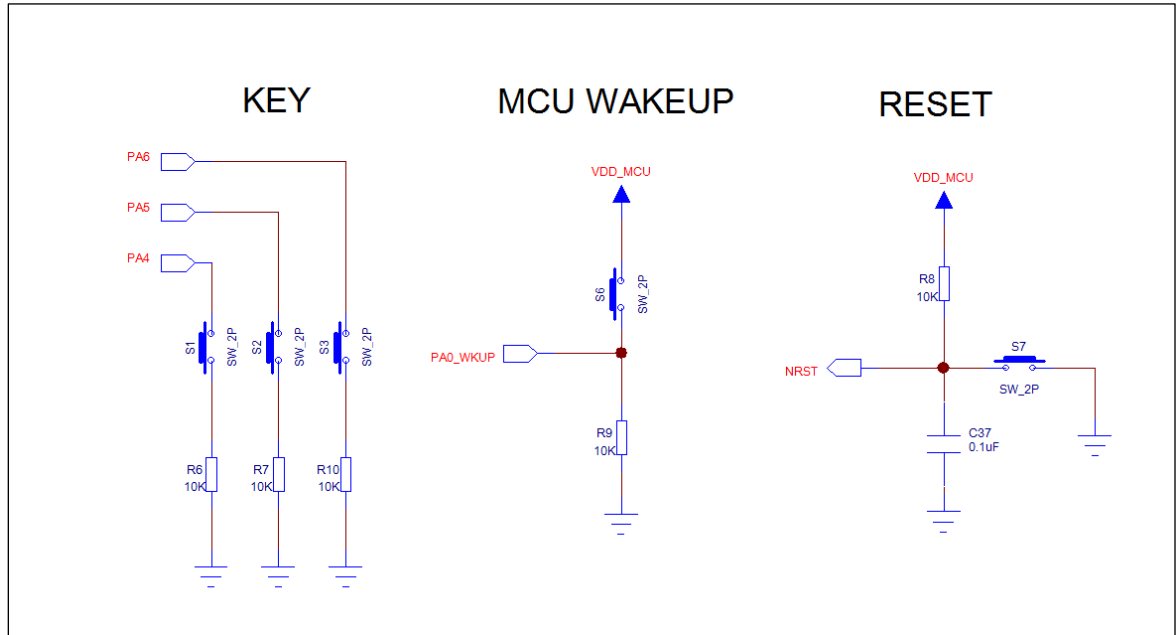 KEY
PA6
PA5
PA4
S1
SW_2P
S2
SW_2P
S3
SW_2P
R6
10K
R7
10K
R10
10K
MCU WAKEUP
VDD_MCU
S6
SW_2P
PA0_WKUP
R9
10K
RESET
VDD_MCU
R8
10K
NRST
S7
SW_2P
C37
0.1uF